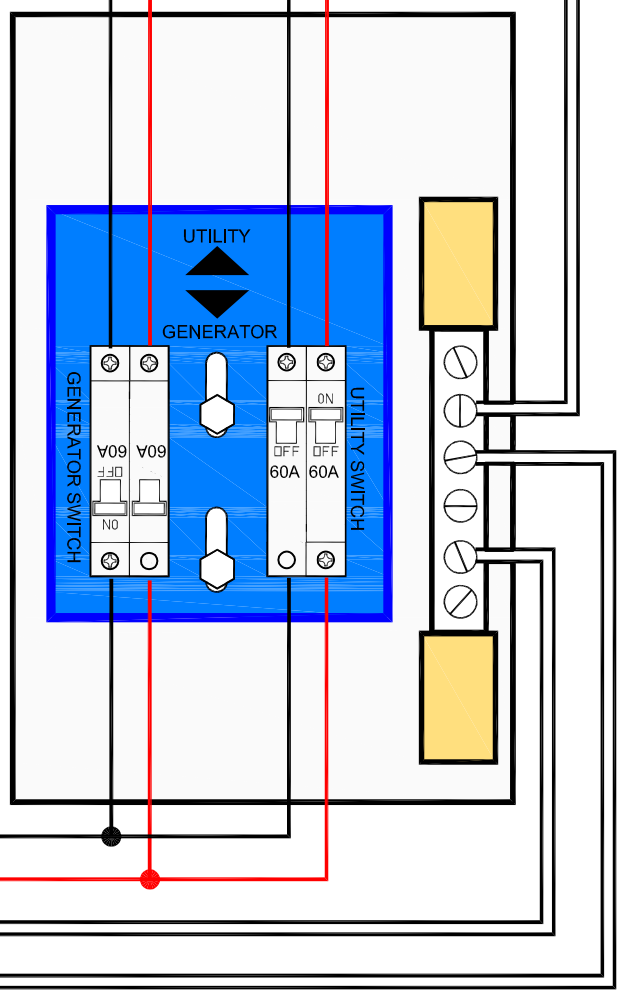 UTILITY
GENERATOR
GENERATOR SWITCH
60A
60A
OFF
ON
ON
OFF
OFF
60A
60A
UTILITY SWITCH